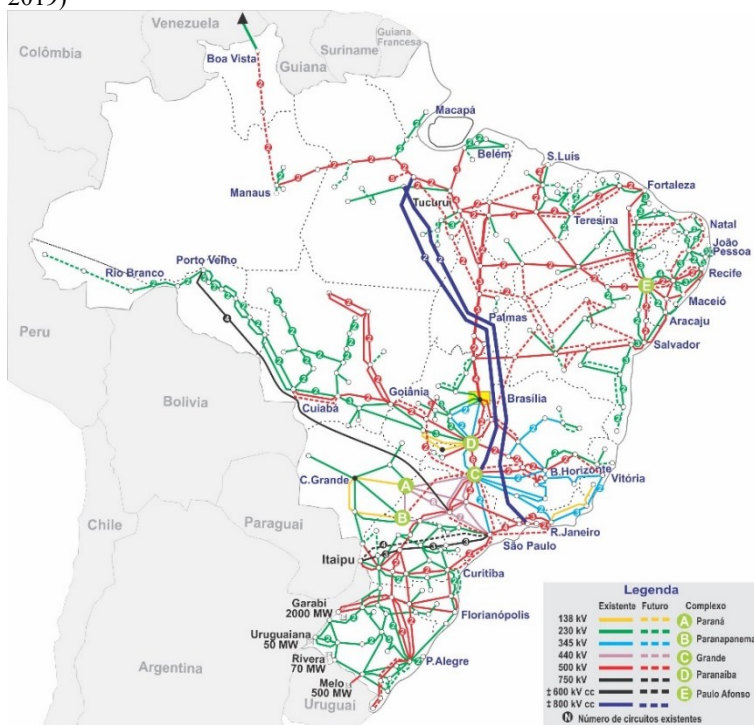 2019)
Venezuela
Guiana
Francesa
Colômbia
Suriname
Boa Vista
Guiana
Macapá
Belém
S.Luís
Fortaleza
Manaus
Tucuruí
Teresina
Natal
João
Pessoa
Porto Velho
Rio Branco
E
Recife
Maceió
Palmas
Aracaju
Peru
Salvador
Bolivia
Goiânia
Brasília
Cuiabá
D
B.Horizonte
Vitória
C
C.Grande
A
Paraguai
B
R.Janeiro
Chile
São Paulo
Itaipu
Curitiba
Garabi
2000 MW
Florianópolis
Uruguaiana
50 MW
Rivera
70 MW
P.Alegre
Melo
500 MW
Argentina
Uruguai
Legenda
Existente Futuro Complexo
138 kV A Paraná
230 kV
345 kV B Paranapanema
440 kV C Grande
500 kV
750 kV D Paranaiba
± 600 kV cc
± 800 kV cc E Paulo Afonso
N Número de circuitos existentes